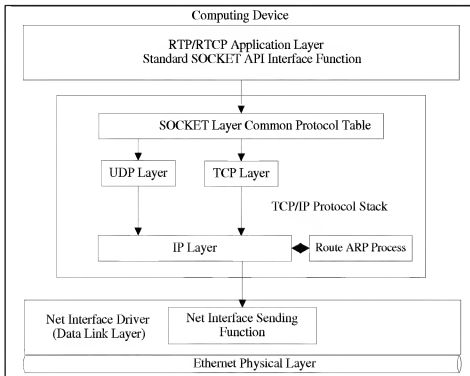 Computing Device
RTP/RTCP Application Layer
Standard SOCKET API Interface Function
SOCKET Layer Common Protocol Table
UDP Layer
TCP Layer
TCP/IP Protocol Stack
IP Layer
Route ARP Process
Net Interface Driver
(Data Link Layer)
Net Interface Sending
Function
Ethernet Physical Layer